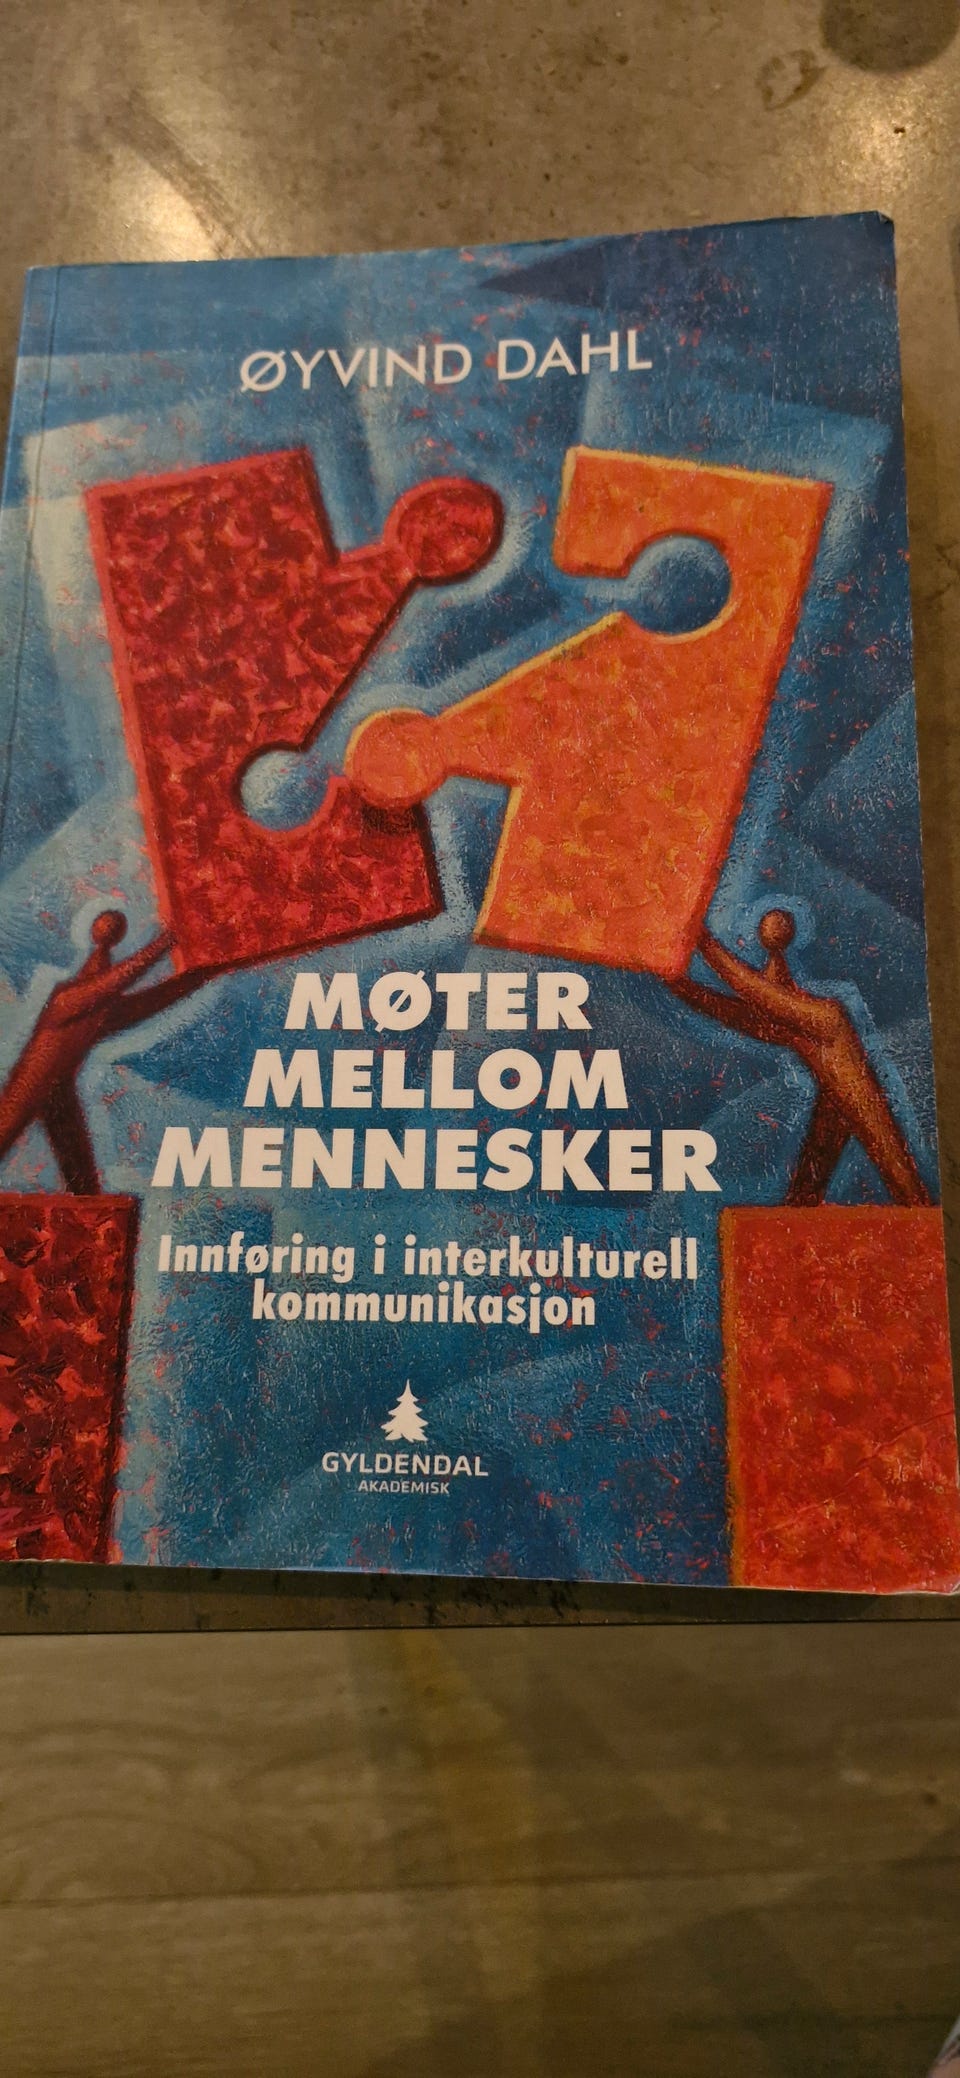 ØYVIND DAHL
MØTER
MELLOM
MENNESKER
Innføring i interkulturell
kommunikasjon
GYLDENDAL
AKADEMISK